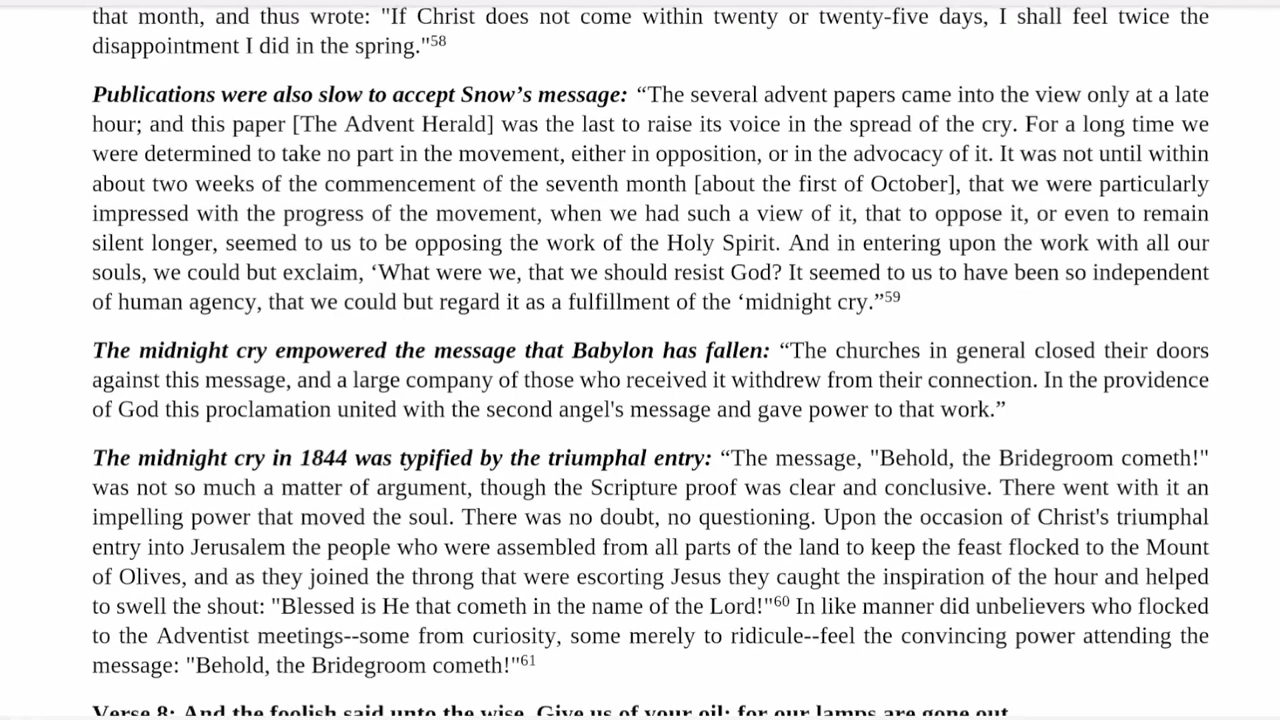 that month, and thus wrote: "If Christ does not come within twenty or twenty-five days, I shall feel twice the
disappointment I did in the spring."58
Publications were also slow to accept Snow’s message: “The several advent papers came into the view only at a late
hour; and this paper [The Advent Herald] was the last to raise its voice in the spread of the cry. For a long time we
were determined to take no part in the movement, either in opposition, or in the advocacy of it. It was not until within
about two weeks of the commencement of the seventh month [about the first of October], that we were particularly
impressed with the progress of the movement, when we had such a view of it, that to oppose it, or even to remain
silent longer, seemed to us to be opposing the work of the Holy Spirit. And in entering upon the work with all our
souls, we could but exclaim, ‘What were we, that we should resist God? It seemed to us to have been so independent
of human agency, that we could but regard it as a fulfillment of the ‘midnight cry.”59
The midnight cry empowered the message that Babylon has fallen: “The churches in general closed their doors
against this message, and a large company of those who received it withdrew from their connection. In the providence
of God this proclamation united with the second angel's message and gave power to that work.”
The midnight cry in 1844 was typified by the triumphal entry: “The message, "Behold, the Bridegroom cometh!"
was not so much a matter of argument, though the Scripture proof was clear and conclusive. There went with it an
impelling power that moved the soul. There was no doubt, no questioning. Upon the occasion of Christ's triumphal
entry into Jerusalem the people who were assembled from all parts of the land to keep the feast flocked to the Mount
of Olives, and as they joined the throng that were escorting Jesus they caught the inspiration of the hour and helped
to swell the shout: "Blessed is He that cometh in the name of the Lord!"60 In like manner did unbelievers who flocked
to the Adventist meetings--some from curiosity, some merely to ridicule--feel the convincing power attending the
message: "Behold, the Bridegroom cometh!"61
Verse 8: And the foolish said unto the wise, Give us of your oil; for our lamps are gone out.